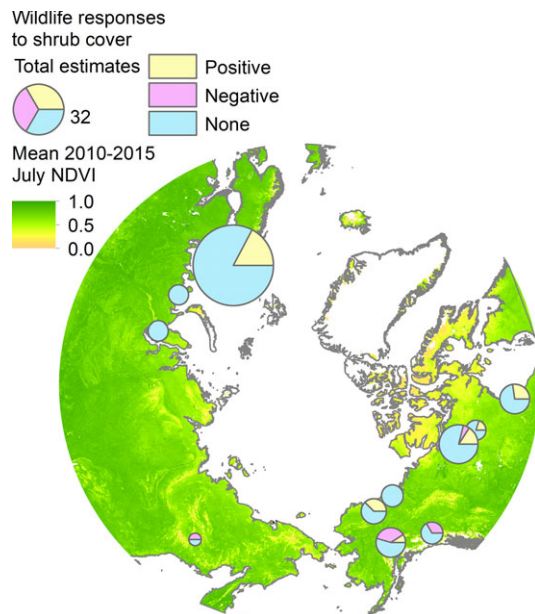 Wildlife responses
to shrub cover
Total estimates
32
Positive
Negative
None
Mean 2010-2015
July NDVI
1.0
0.5
0.0